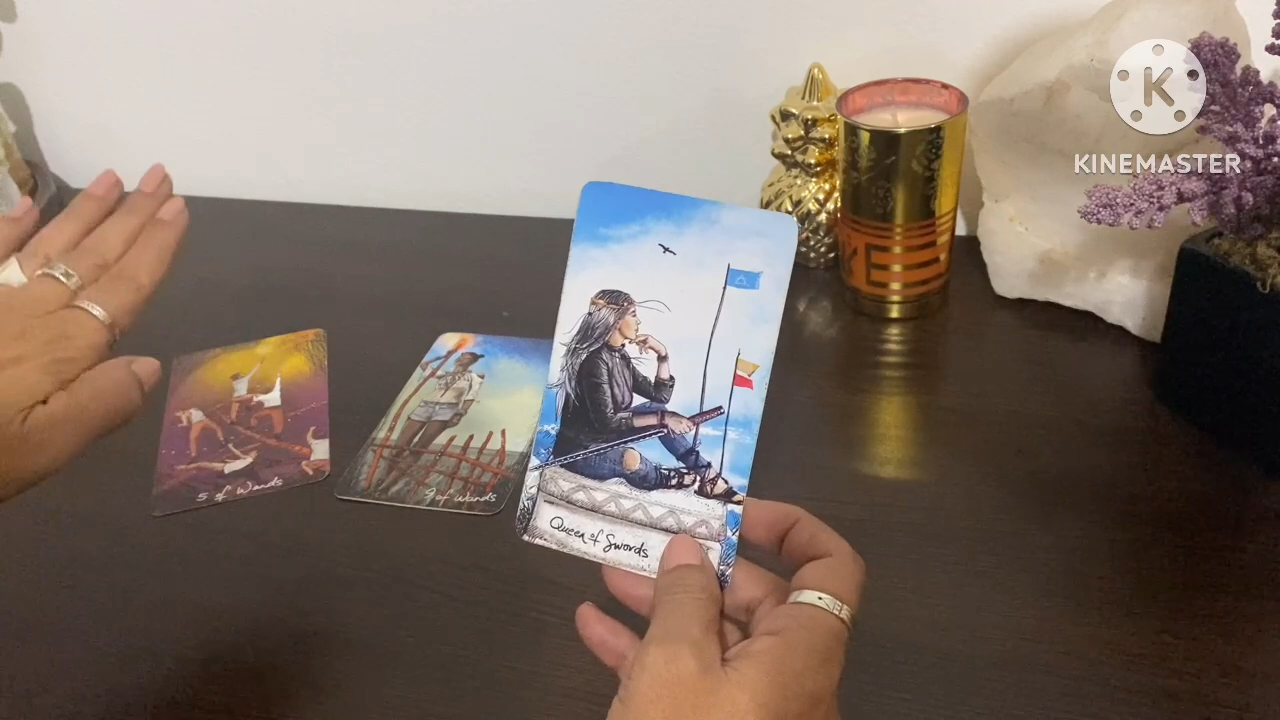 K
KINEMASTER
5 of Wands
9 of Wands
Queen of Swords